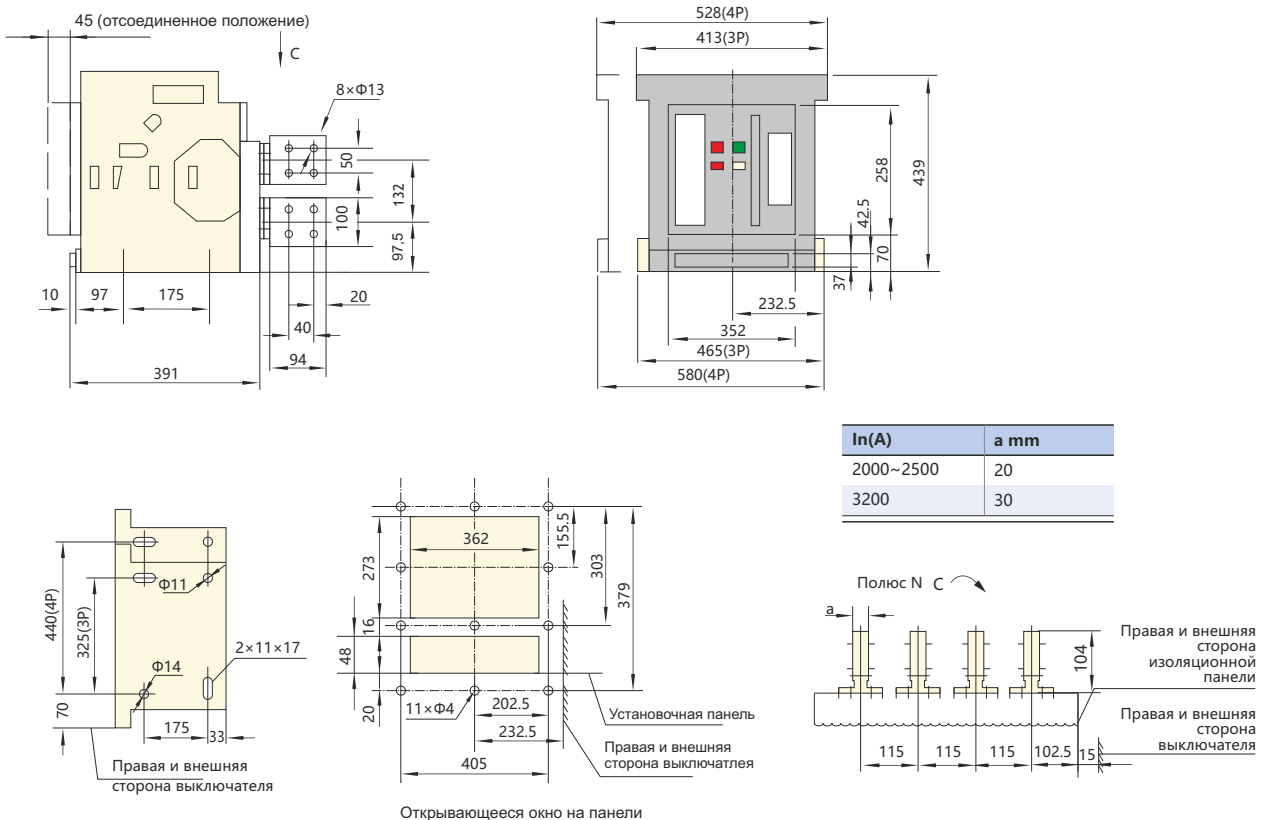 45 (отсоединенное положение)
C
8×Ф13
50
132
100
97,5
10
97
175
20
40
94
391
528(4P)
413(3P)
258
439
42.5
70
37
232.5
352
465(3P)
580(4P)
In(A) a mm
2000~2500 20
3200 30
440(4P)
325(3P)
Ф11
2×11×17
Ф14
70
175
33
Правая и внешняя
сторона выключателя
362
273
155.5
303
379
16
48
20
11×Ф4
202.5
232.5
405
Установочная панель
Правая и внешняя
сторона выключатлея
Открывающееся окно на панели
Полюс N C
a
104
Правая и внешняя
сторона
изоляционной
панели
Правая и внешняя
сторона
выключателя
115
115
115
102.5
15